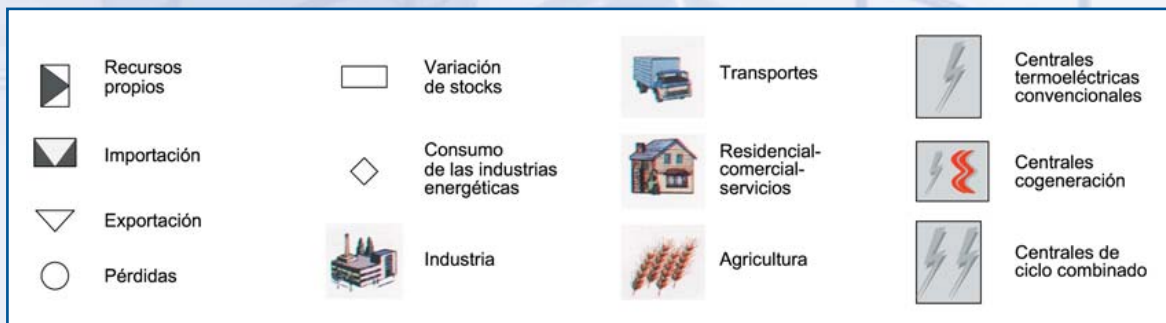 Recursos
propios
Importación
Exportación
Pérdidas
Variación
de stocks
Consumo
de las industrias
energéticas
Industria
Transportes
Residencial-
comercial-
servicios
Agricultura
Centrales
termoeléctricas
convencionales
Centrales
cogeneración
Centrales de
ciclo combinado